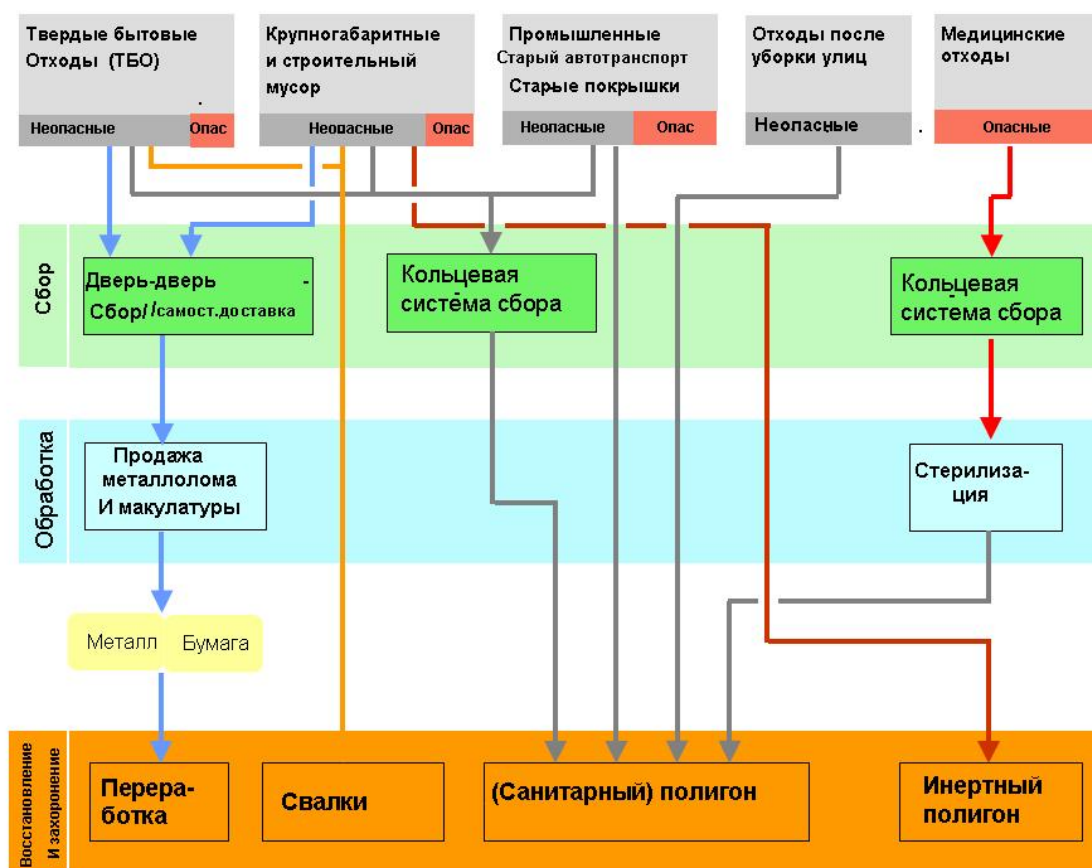 Твердые бытовые
Отходы (ТБО)
.
Неопасные
Опас
Крупногабаритные
и строительный
мусор
Неопасные
Опас
Промышленные
Старый автотранспорт
Старые покрышки
Неопасные
Опас
Отходы после
уборки улиц
Неопасные
.
Медицинские
отходы
Опасные
Сбор
Дверь-дверь -
Сбор//самост.доставка
Кольцевая
система сбора
Кольцевая
система сбора
Обработка
Продажа
металлолома
И макулатуры
Стерилиза-
ция
Металл
Бумага
Восстановление
И захоронение
Перера-
ботка
Свалки
(Санитарный) полигон
Инертный
полигон